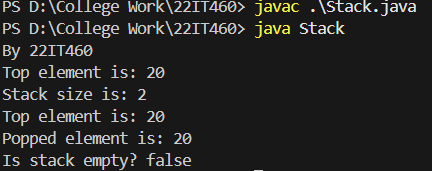 PS D:\College Work\22IT460> javac .\Stack.java
PS D:\College Work\22IT460> java Stack
By 22IT460
Top element is: 20
Stack size is: 2
Top element is: 20
Popped element is: 20
Is stack empty? false